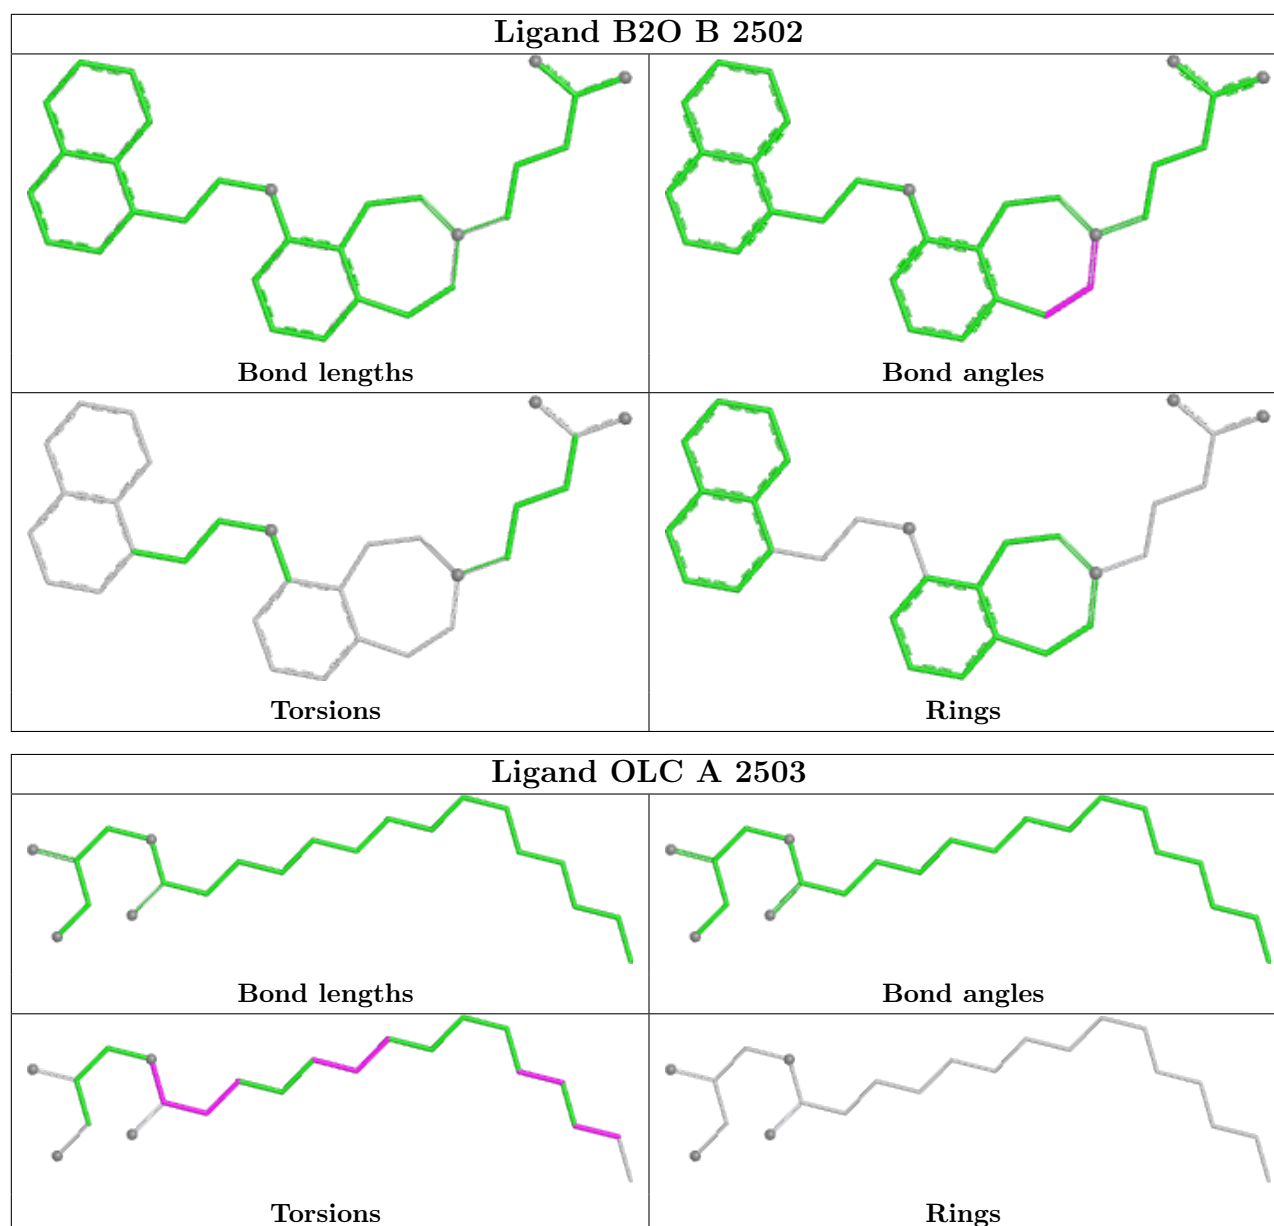 Ligand B2O B 2502
Bond lengths
Bond angles
Torsions
Rings
Ligand OLC A 2503
Bond lengths
Bond angles
Torsions
Rings